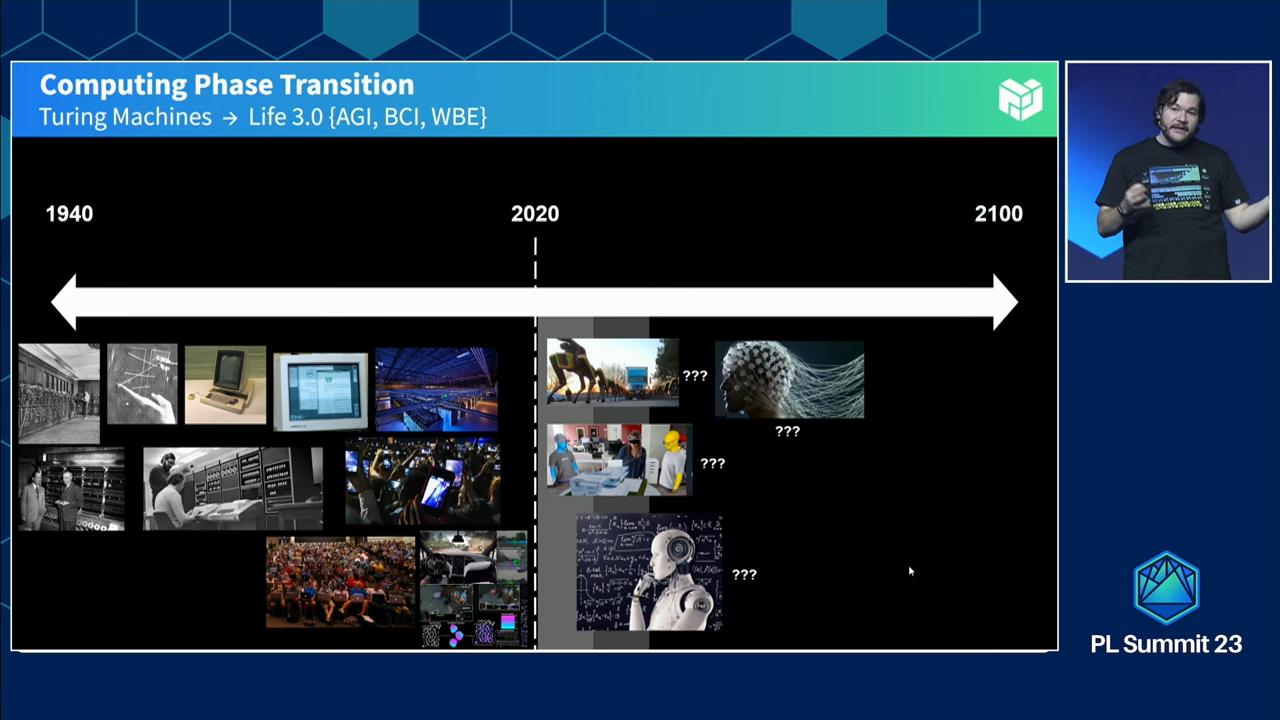 Computing Phase Transition
Turing Machines → Life 3.0 {AGI, BCI, WBE}
1940
2020
2100
???
???
???
???
PL Summit 23